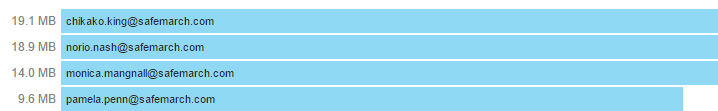 19.1 MB chikako.king@safemarch.com
18.9 MB norio.nash@safemarch.com
14.0 MB monica.mangnall@safemarch.com
9.6 MB pamela.penn@safemarch.com